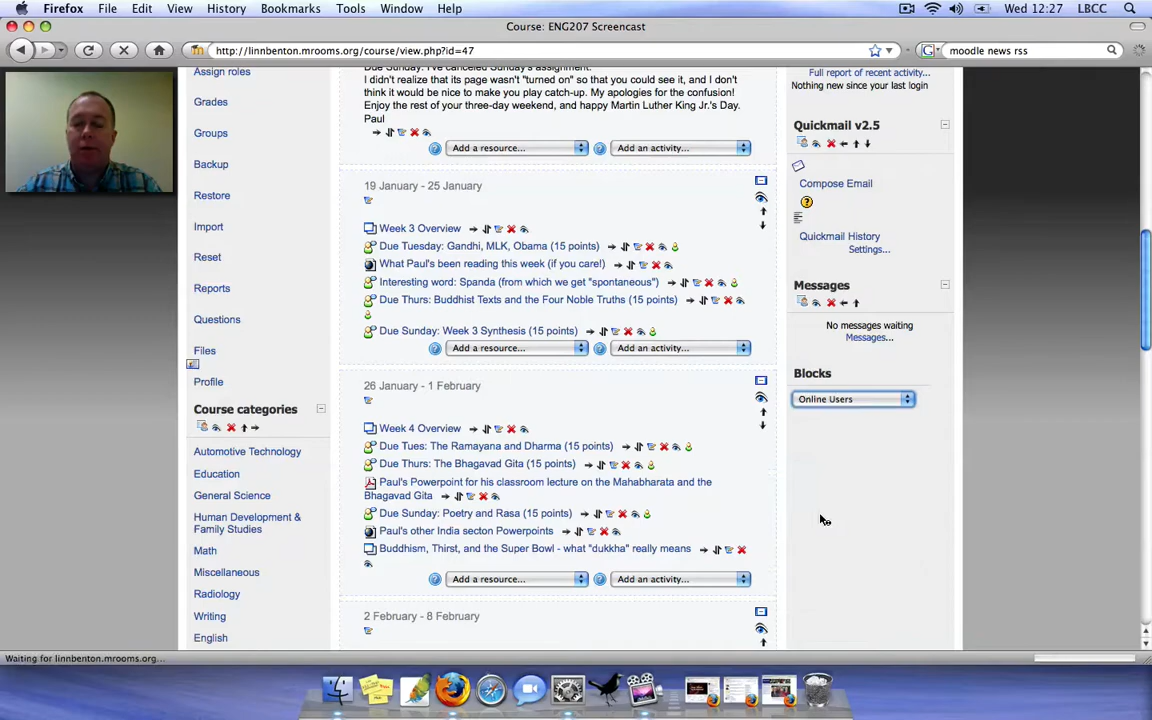 Firefox File Edit View History Bookmarks Tools Window Help Wed 12:27 LBCC
Course: ENG207 Screencast
http://linnbenton.mrooms.org/course/view.php?id=47
moodle news rss
Assign roles
Grades
Groups
Backup
Restore
Import
Reset
Reports
Questions
Files
Profile
Course categories
Automotive Technology
Education
General Science
Human Development &
Family Studies
Math
Miscellaneous
Radiology
Writing
English
Due Sunday: I've canceled Sunday's assignment.
I didn't realize that its page wasn't "turned on" so that you could see it, and I don't
think it would be nice to make you play catch-up. My apologies for the confusion!
Enjoy the rest of your three-day weekend, and happy Martin Luther King Jr.'s Day.
Paul
Add a resource... Add an activity...
19 January - 25 January
Week 3 Overview
Due Tuesday: Gandhi, MLK, Obama (15 points)
What Paul's been reading this week (if you care!)
Interesting word: Spanda (from which we get "spontaneous")
Due Thurs: Buddhist Texts and the Four Noble Truths (15 points)
Due Sunday: Week 3 Synthesis (15 points)
Add a resource... Add an activity...
26 January - 1 February
Week 4 Overview
Due Tues: The Ramayana and Dharma (15 points)
Due Thurs: The Bhagavad Gita (15 points)
Paul's Powerpoint for his classroom lecture on the Mahabharata and the
Bhagavad Gita
Due Sunday: Poetry and Rasa (15 points)
Paul's other India secton Powerpoints
Buddhism, Thirst, and the Super Bowl - what "dukkha" really means
Add a resource... Add an activity...
2 February - 8 February
Full report of recent activity...
Nothing new since your last login
Quickmail v2.5
Compose Email
Quickmail History
Settings...
Messages
No messages waiting
Messages...
Blocks
Online Users
Waiting for linnbenton.mrooms.org...